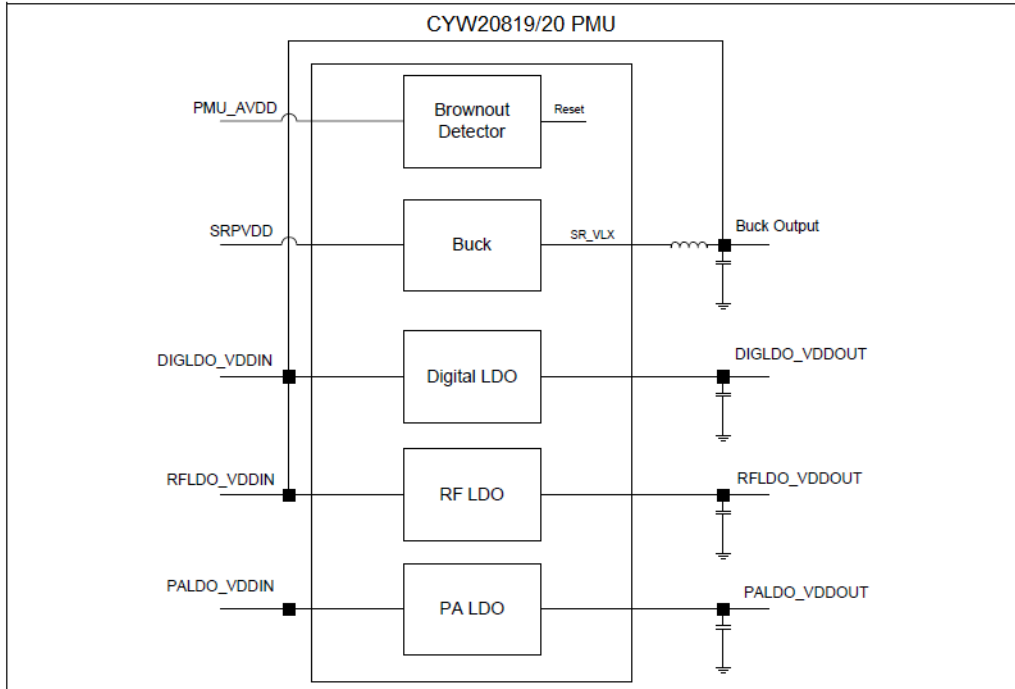 CYW20819/20 PMU
PMU_AVDD
Brownout
Detector
Reset
SRPVDD
Buck
SR_VLX
Buck Output
DIGLDO_VDDIN
Digital LDO
DIGLDO_VDDOUT
RFLDO_VDDIN
RF LDO
RFLDO_VDDOUT
PALDO_VDDIN
PA LDO
PALDO_VDDOUT